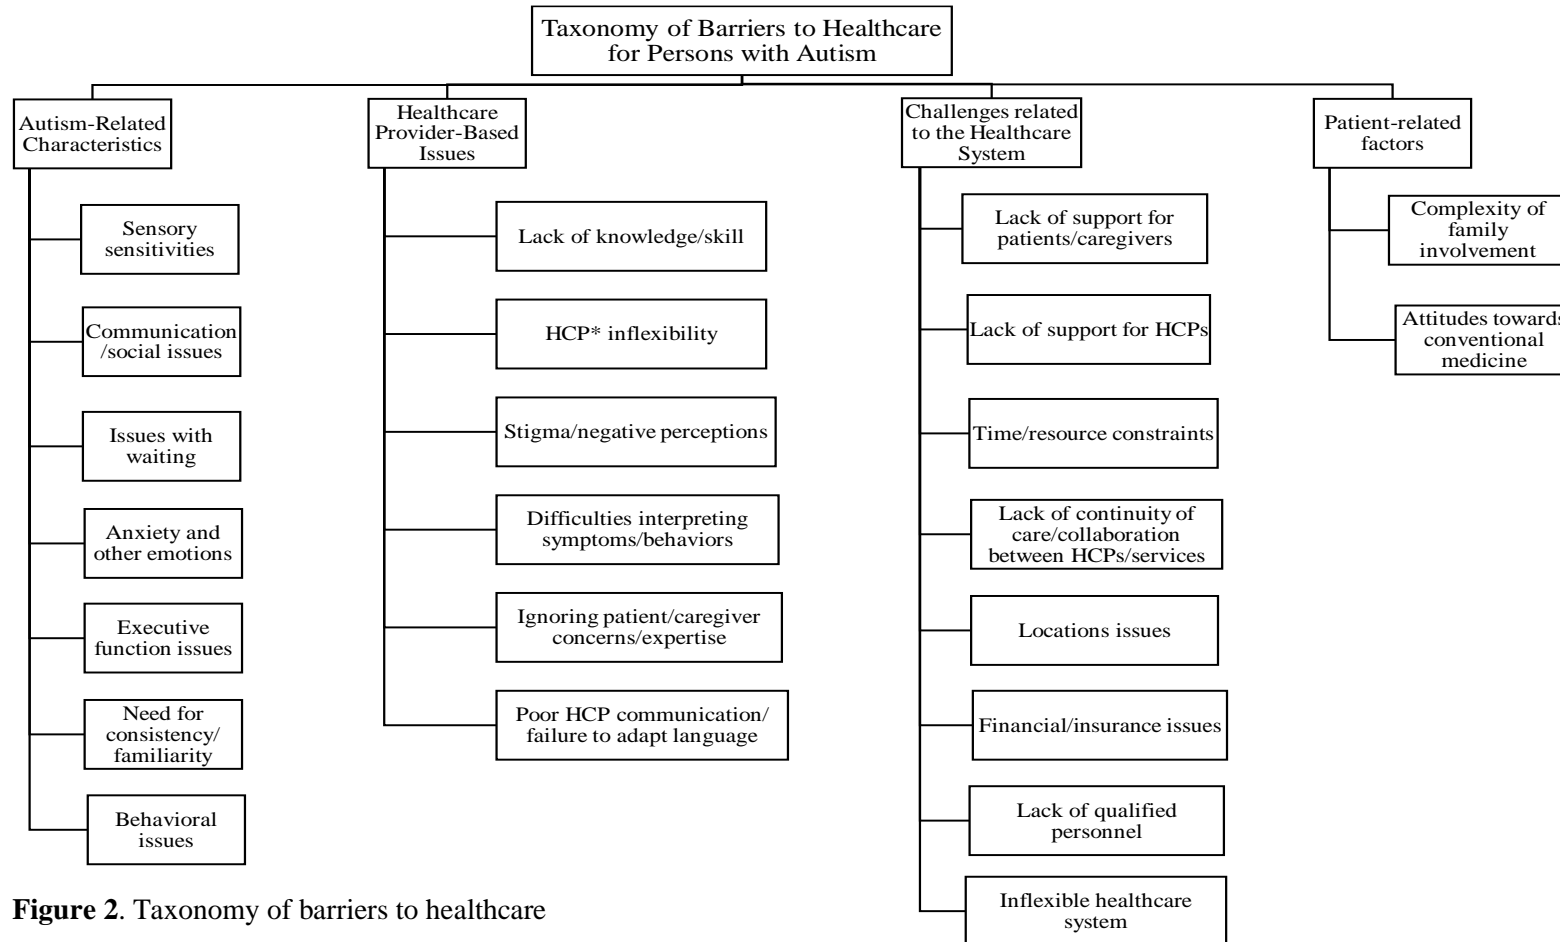 Taxonomy of Barriers to Healthcare
for Persons with Autism
Autism-Related
Characteristics
Sensory
sensitivities
Communication
/social issues
Issues with
waiting
Anxiety and
other emotions
Executive
function issues
Need for
consistency/
familiarity
Behavioral
issues
Healthcare
Provider-Based
Issues
Lack of knowledge/skill
HCP* inflexibility
Stigma/negative perceptions
Difficulties interpreting
symptoms/behaviors
Ignoring patient/caregiver
concerns/expertise
Poor HCP communication/
failure to adapt language
Challenges related
to the Healthcare
System
Lack of support for
patients/caregivers
Lack of support for HCPs
Time/resource constraints
Lack of continuity of
care/collaboration
between HCPs/services
Locations issues
Financial/insurance issues
Lack of qualified
personnel
Inflexible healthcare
system
Patient-related
factors
Complexity of
family
involvement
Attitudes towards
conventional
medicine
Figure 2. Taxonomy of barriers to healthcare